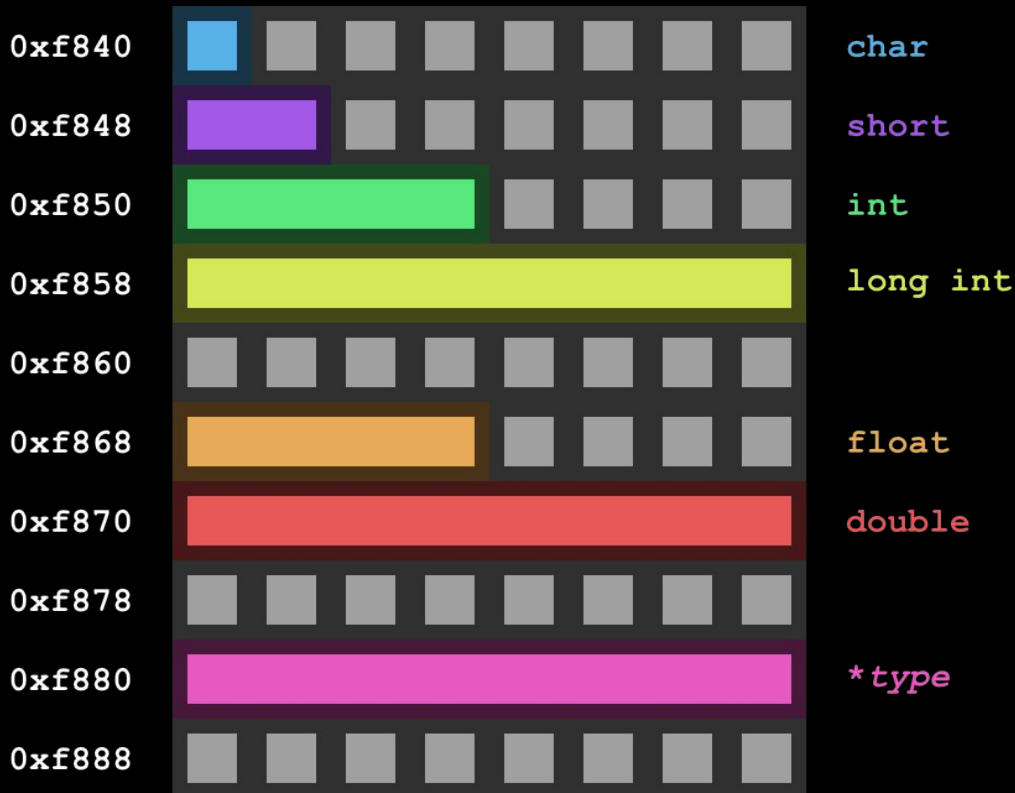 0xf840 char
0xf848 short
0xf850 int
0xf858 long int
0xf860
0xf868 float
0xf870 double
0xf878
0xf880 *type
0xf888